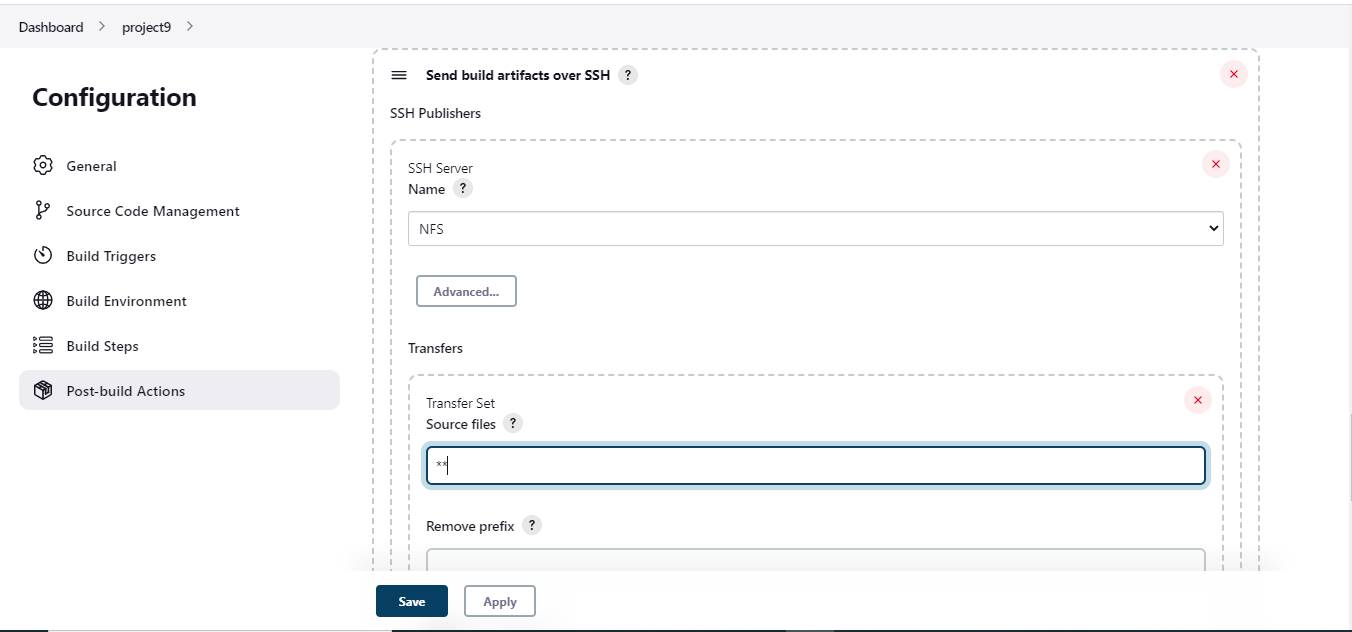 Dashboard > project9 >
Configuration
General
Source Code Management
Build Triggers
Build Environment
Build Steps
Post-build Actions
Send build artifacts over SSH ?
SSH Publishers
SSH Server
Name ?
NFS
Advanced...
Transfers
Transfer Set
Source files ?
**
Remove prefix ?
Save
Apply